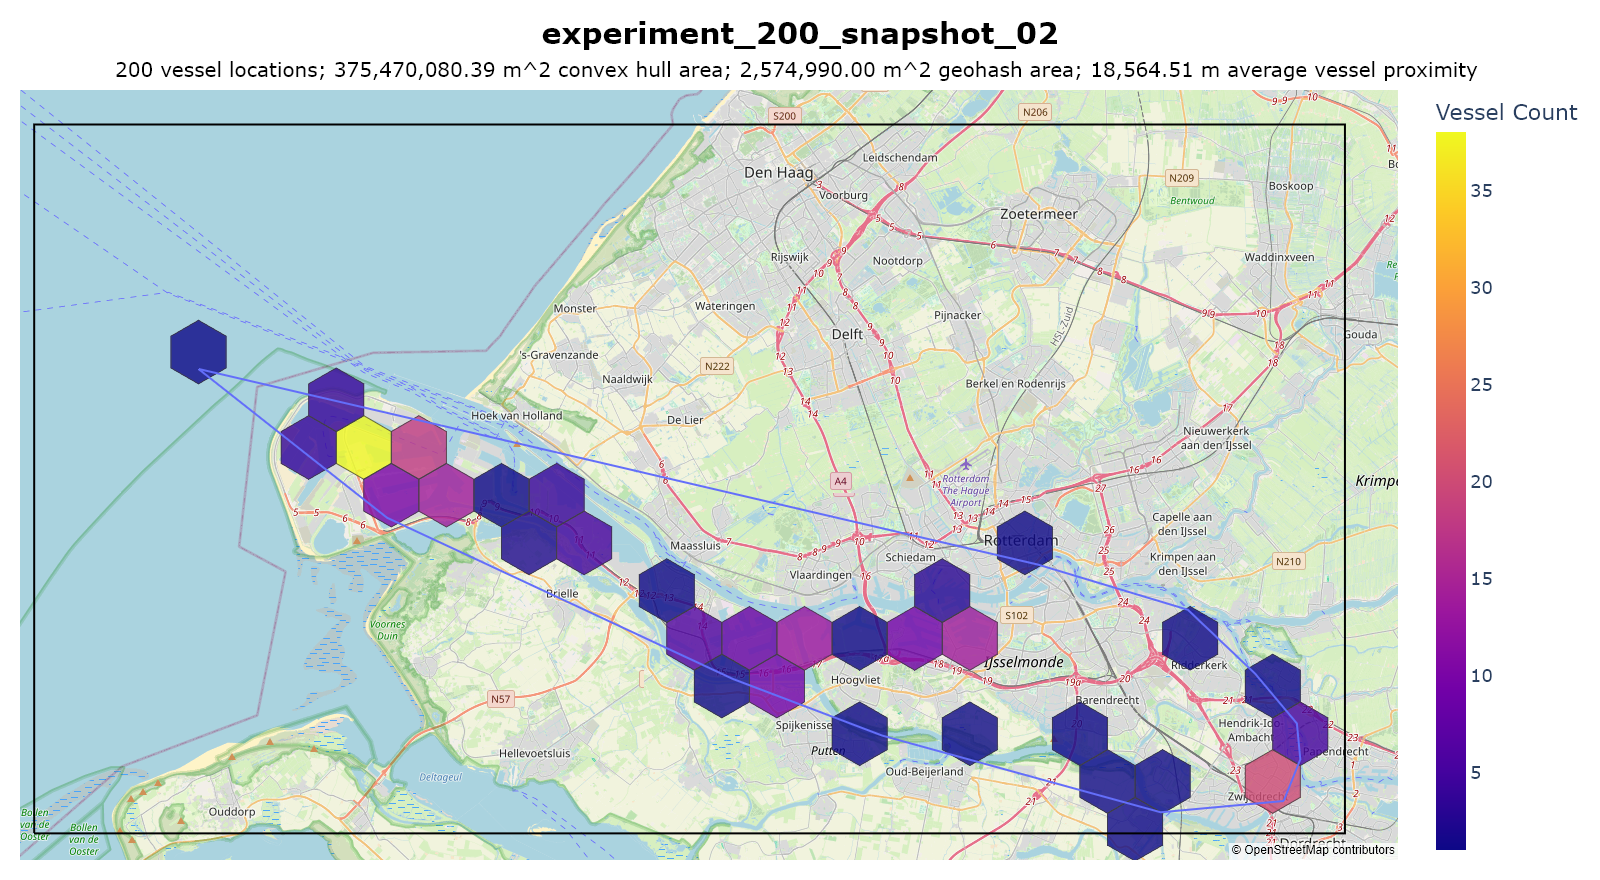 experiment_200_snapshot_02
200 vessel locations; 375,470,080.39 m^2 convex hull area; 2,574,990.00 m^2 geohash area; 18,564.51 m average vessel proximity
Vessel Count
35
30
25
20
15
10
5
S200
N206
Leidschendam
Den Haag
Voorburg
N209
Boskoop
Bentwoud
Zoetermeer
Rijswijk
Nootdorp
Waddinxveen
Monster
Wateringen
Pijnacker
HSL-Zuid
Delft
Gouda
's-Gravenzande
N222
Naaldwijk
Berkel en Rodenrijs
Hoek van Holland
De Lier
Nieuwerkerk
aan den IJssel
A4
Rotterdam
The Hague
Airport
Capelle aan
den IJssel
Rotterdam
Maassluis
Schiedam
Krimpen aan
den IJssel
N210
Vlaardingen
Brielle
S102
Voornes
Duin
IJsselmonde
Ridderkerk
Hoogvliet
N57
Barendrecht
Spijkenisse
Hendrik-Ido-
Ambacht
Putten
Papendrecht
Hellevoetsluis
Oud-Beijerland
Deltageul
Zwijndrecht
Ouddorp
Bollen
van de
Ooster
Bollen
van de
Ooster
Dordrecht
© OpenStreetMap contributors